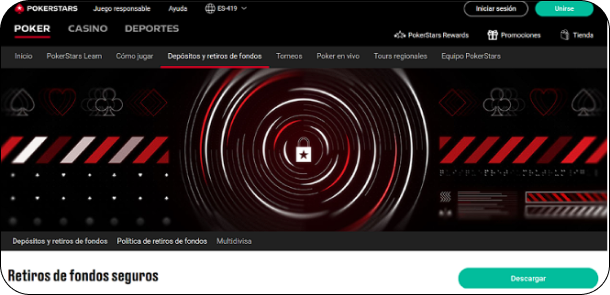 POKERSTARS Juego responsable Ayuda ES-419 Iniciar sesión Unirse
POKER CASINO DEPORTES
PokerStars Rewards Promociones Tienda
Inicio PokerStars Learn Cómo jugar Depósitos y retiros de fondos Torneos Poker en vivo Tours regionales Equipo PokerStars
Depósitos y retiros de fondos Política de retiros de fondos Multidivisa
Retiros de fondos seguros Descargar